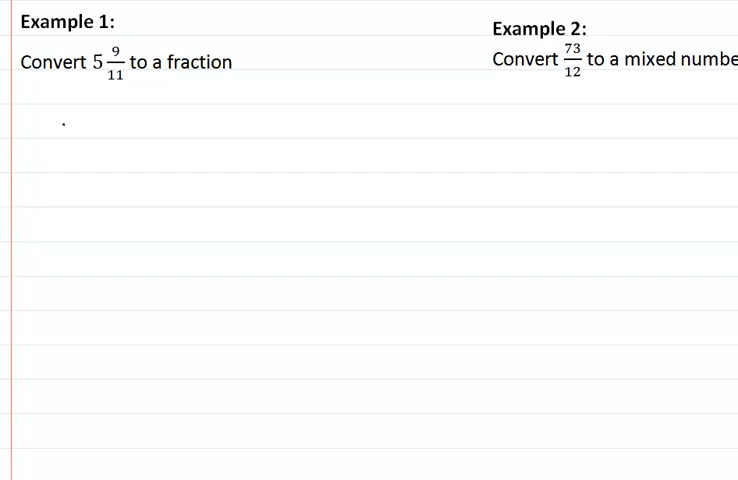 Example 1:
Convert 5 9/11 to a fraction
Example 2:
Convert 73/12 to a mixed numbe